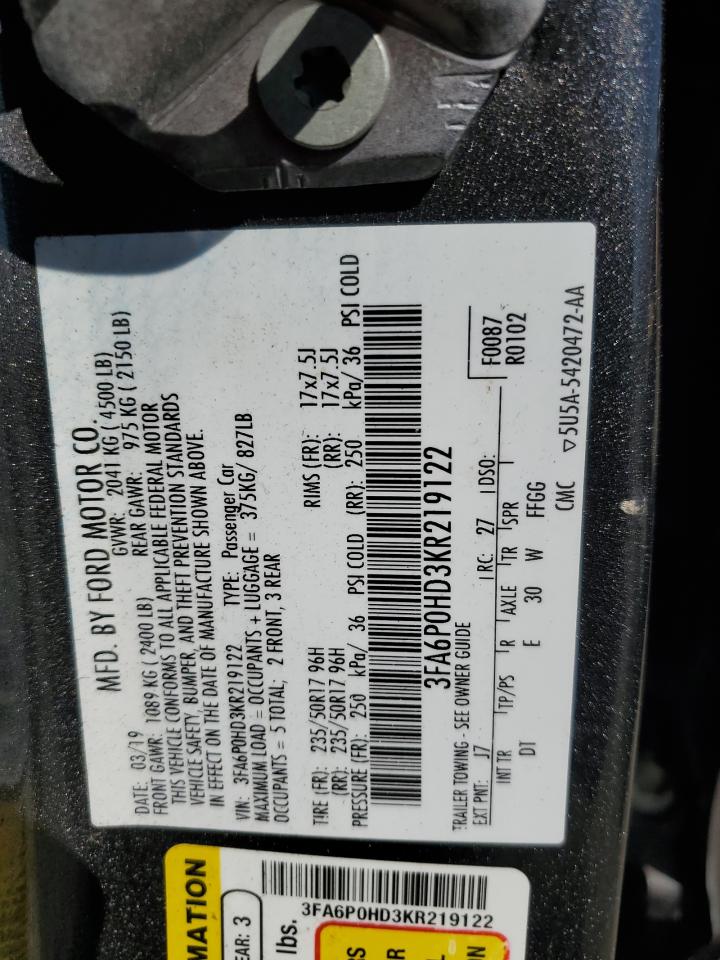 MFD. BY FORD MOTOR CO.
DATE: 03/19 GVWR: 2041 KG ( 4500 LB)
FRONT GAWR: 1089 KG ( 2400 LB) REAR GAWR: 975 KG ( 2150 LB)
THIS VEHICLE CONFORMS TO ALL APPLICABLE FEDERAL MOTOR
VEHICLE SAFETY, BUMPER, AND THEFT PREVENTION STANDARDS
IN EFFECT ON THE DATE OF MANUFACTURE SHOWN ABOVE.
VIN: 3FA6P0HD3KR219122 TYPE: Passenger Car
MAXIMUM LOAD = OCCUPANTS + LUGGAGE = 375KG/ 827LB
OCCUPANTS = 5 TOTAL; 2 FRONT, 3 REAR
TIRE (FR): 235/50R17 96H RIMS (FR): 17x7.5J
(RR): 235/50R17 96H (RR): 17x7.5J
PRESSURE (FR): 250 kPa/ 36 PSI COLD (RR): 250 kPa/ 36 PSI COLD
3FA6P0HD3KR219122
TRAILER TOWING - SEE OWNER GUIDE
F0087
R0102
EXT PNT: J7 RC: 27 DSO:
INT TR TP/PS R AXLE TR SPR
DT E 30 W FFGG
CMC ▽5U5A-5420472-AA
MATION
EAR: 3
3FA6P0HD3KR219122
lbs.
RS
R
L
ON